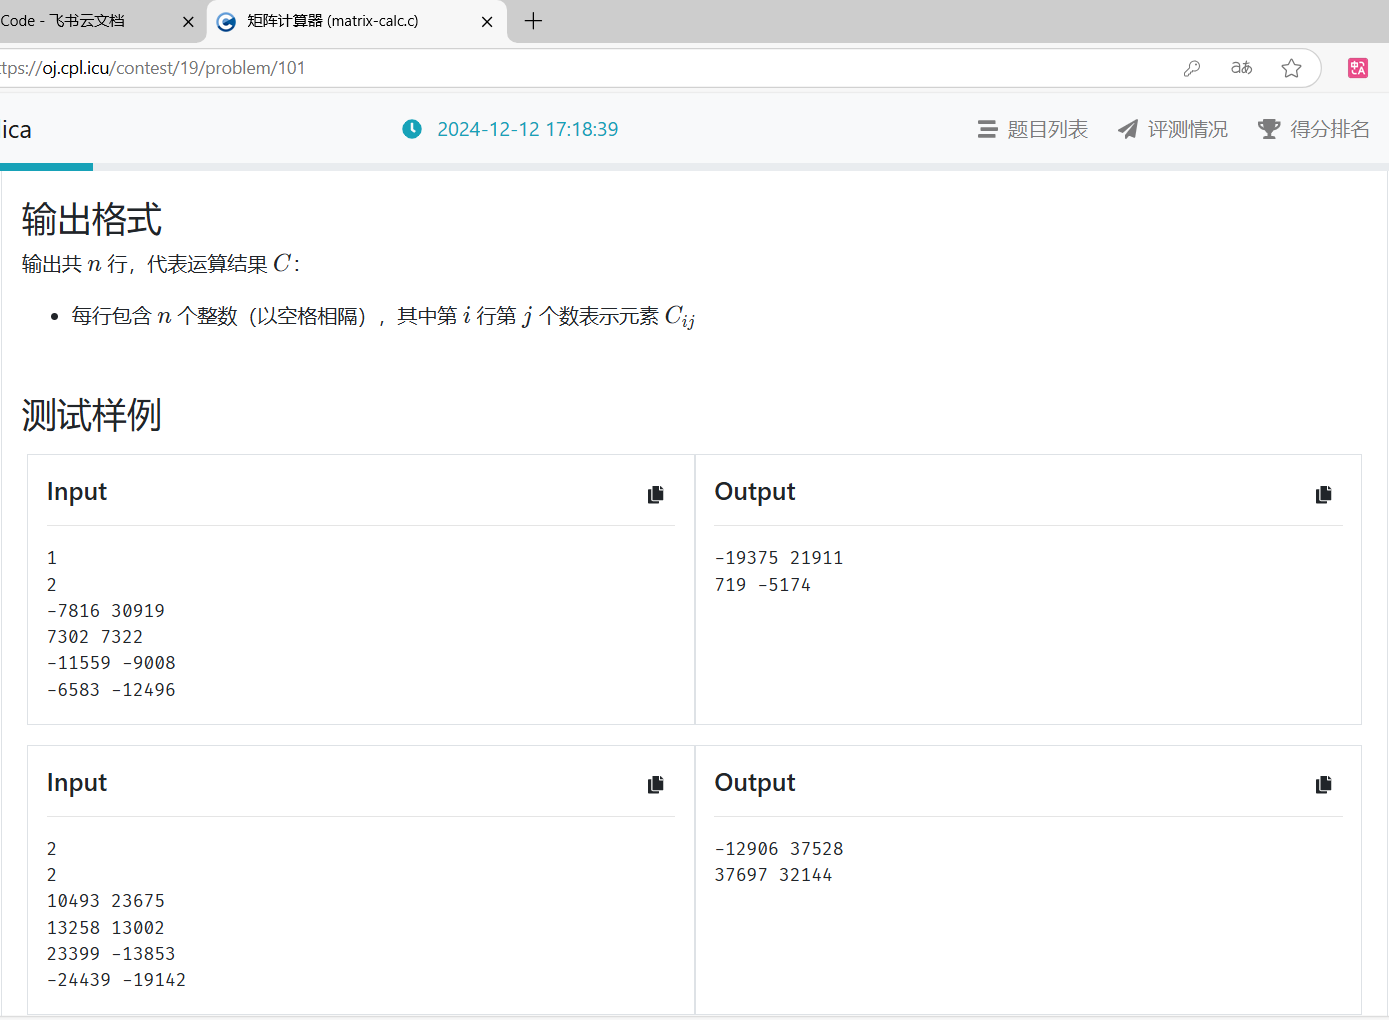 Code - 飞书云文档
矩阵计算器 (matrix-calc.c)
ttps://oj.cpl.icu/contest/19/problem/101
ica
2024-12-12 17:18:39
题目列表
评测情况
得分排名
输出格式
输出共 n 行，代表运算结果 C：
• 每行包含 n 个整数（以空格相隔），其中第 i 行第 j 个数表示元素 Cij
测试样例
Input
1
2
-7816 30919
7302 7322
-11559 -9008
-6583 -12496
Output
-19375 21911
719 -5174
Input
2
2
10493 23675
13258 13002
23399 -13853
-24439 -19142
Output
-12906 37528
37697 32144